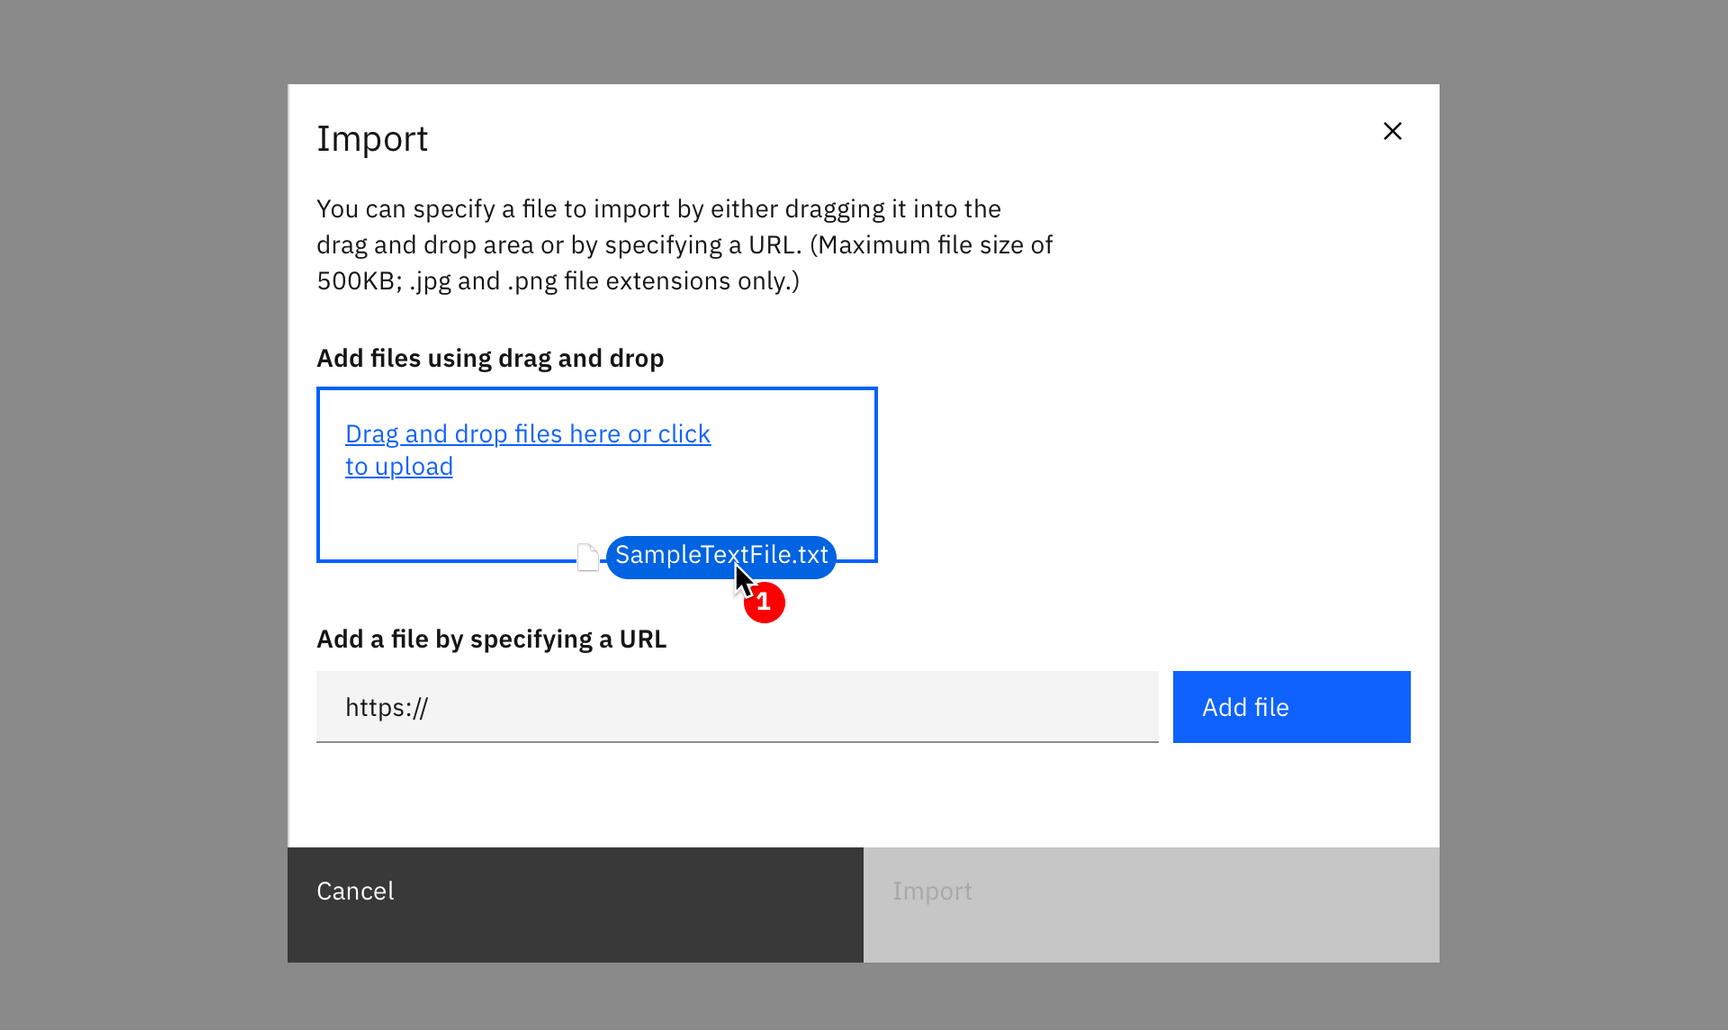 Import
You can specify a file to import by either dragging it into the
drag and drop area or by specifying a URL. (Maximum file size of
500KB; .jpg and .png file extensions only.)
Add files using drag and drop
Drag and drop files here or click
to upload
SampleTextFile.txt
1
Add a file by specifying a URL
https://
Add file
Cancel
Import